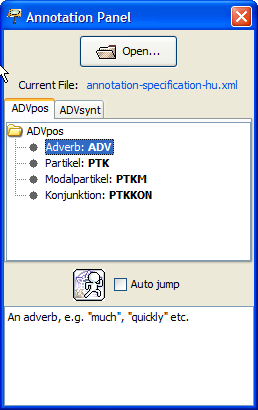 Annotation Panel
Open...
Current File: annotation-specification-hu.xml
ADVpos ADVsynt
ADVpos
Adverb: ADV
Partikel: PTK
Modalpartikel: PTKM
Konjunktion: PTKKON
Auto jump
An adverb, e.g. "much", "quickly" etc.